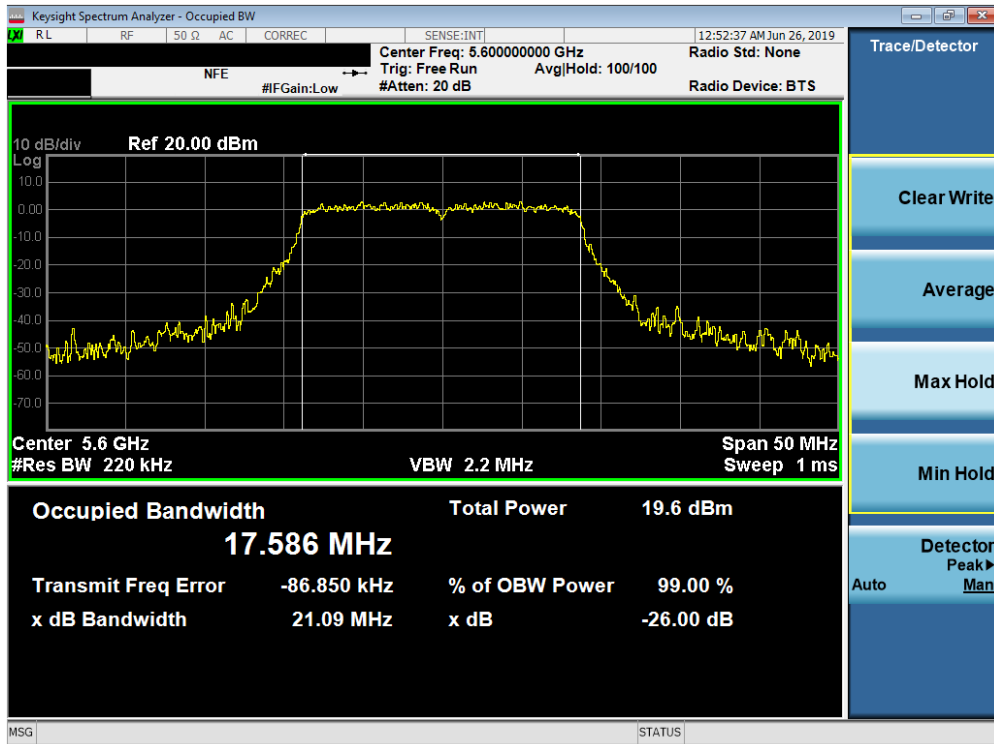 Keysight Spectrum Analyzer - Occupied BW
LXI RL RF 50 Ω AC CORREC SENSE:INT 12:52:37 AM Jun 26, 2019
Center Freq: 5.600000000 GHz Radio Std: None
NFE Trig: Free Run Avg|Hold: 100/100
#IFGain:Low #Atten: 20 dB Radio Device: BTS
Trace/Detector
10 dB/div Ref 20.00 dBm
Log
10.0
0.00
-10.0
-20.0
-30.0
-40.0
-50.0
-60.0
-70.0
Center 5.6 GHz Span 50 MHz
#Res BW 220 kHz VBW 2.2 MHz Sweep 1 ms
Occupied Bandwidth Total Power 19.6 dBm
17.586 MHz
Transmit Freq Error -86.850 kHz % of OBW Power 99.00 %
x dB Bandwidth 21.09 MHz x dB -26.00 dB
Clear Write
Average
Max Hold
Min Hold
Detector
Peak▶
Auto Man
MSG STATUS